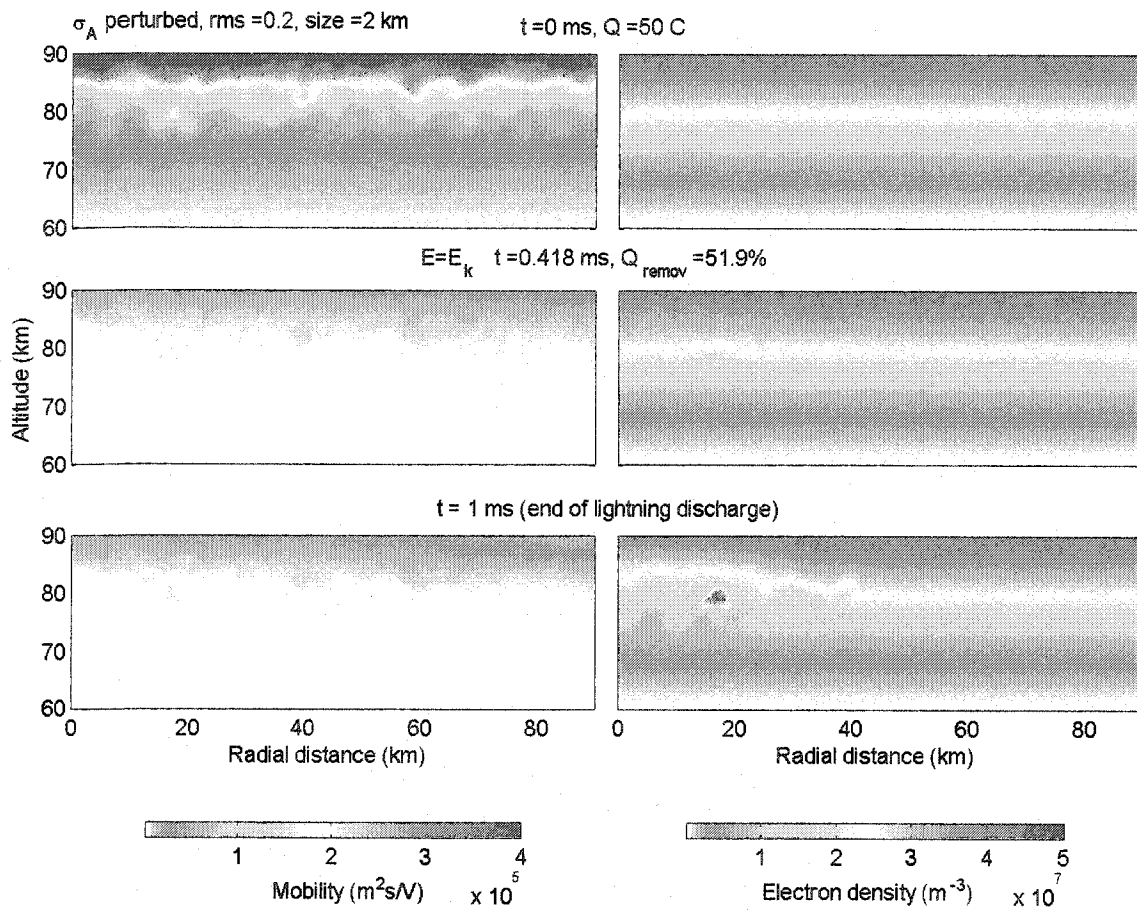 σA perturbed, rms =0.2, size =2 km
t=0 ms, Q =50 C
90
80
70
60
E=Ek t=0.418 ms, Qremov =51.9%
90
80
70
60
Altitude (km)
t = 1 ms (end of lightning discharge)
90
80
70
60
0 20 40 60 80
0 20 40 60 80
Radial distance (km)
Radial distance (km)
1 2 3 4
1 2 3 4 5
Mobility (m²s/V) x 10⁵
Electron density (m⁻³) x 10⁷